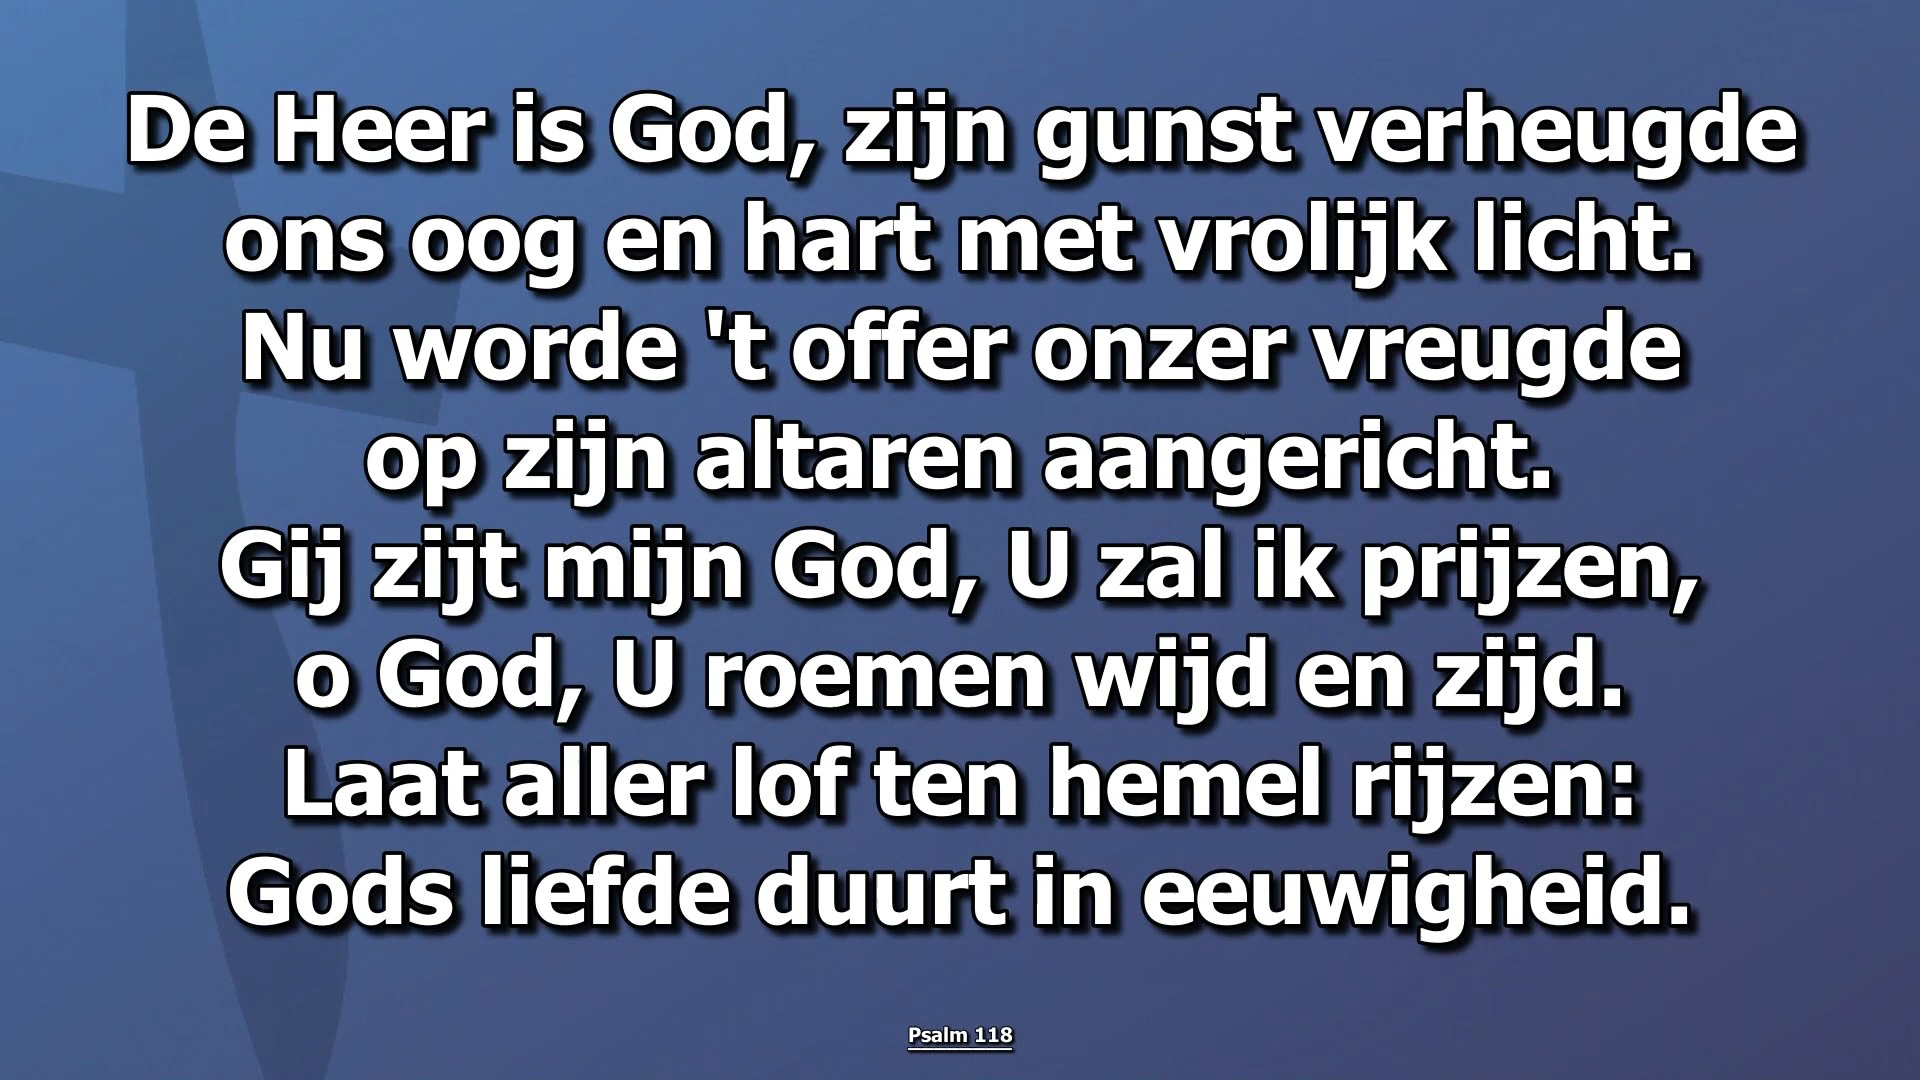 De Heer is God, zijn gunst verheugde
ons oog en hart met vrolijk licht.
Nu worde 't offer onzer vreugde
op zijn altaren aangericht.
Gij zijt mijn God, U zal ik prijzen,
o God, U roemen wijd en zijd.
Laat aller lof ten hemel rijzen:
Gods liefde duurt in eeuwigheid.
Psalm 118